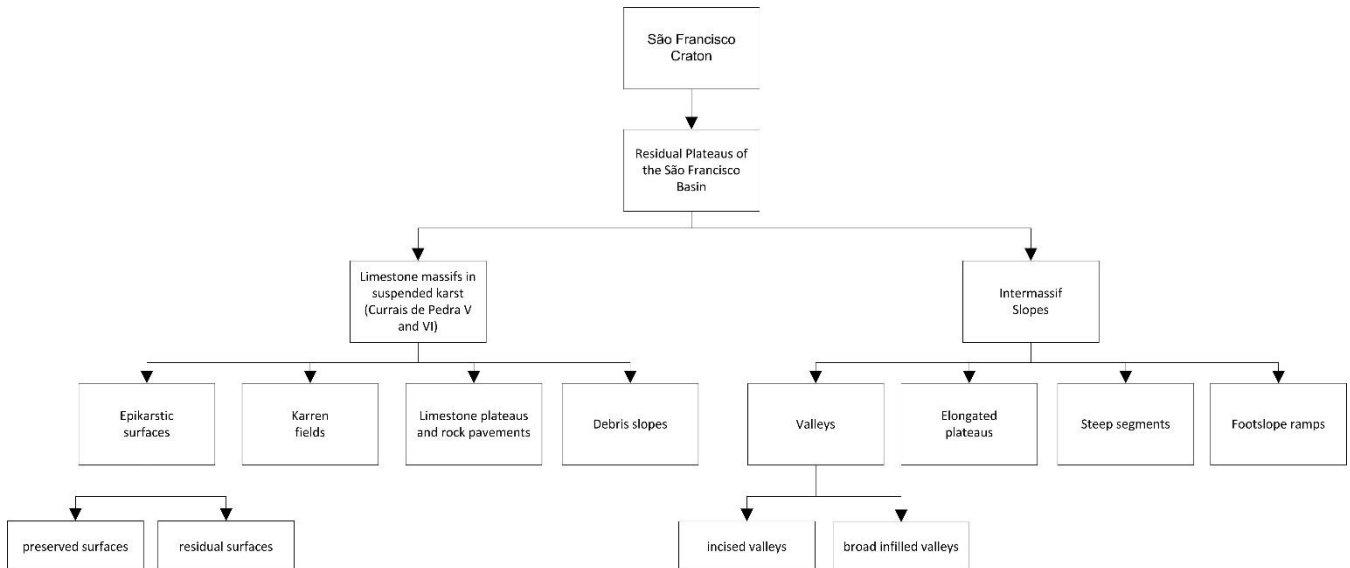 São Francisco
Craton
Residual Plateaus of
the São Francisco
Basin
Limestone massifs in
suspended karst
(Currais de Pedra V
and VI)
Intermassif
Slopes
Epikarstic
surfaces
Karren
fields
Limestone plateaus
and rock pavements
Debris slopes
Valleys
Elongated
plateaus
Steep segments
Footslope ramps
preserved surfaces
residual surfaces
incised valleys
broad infilled valleys